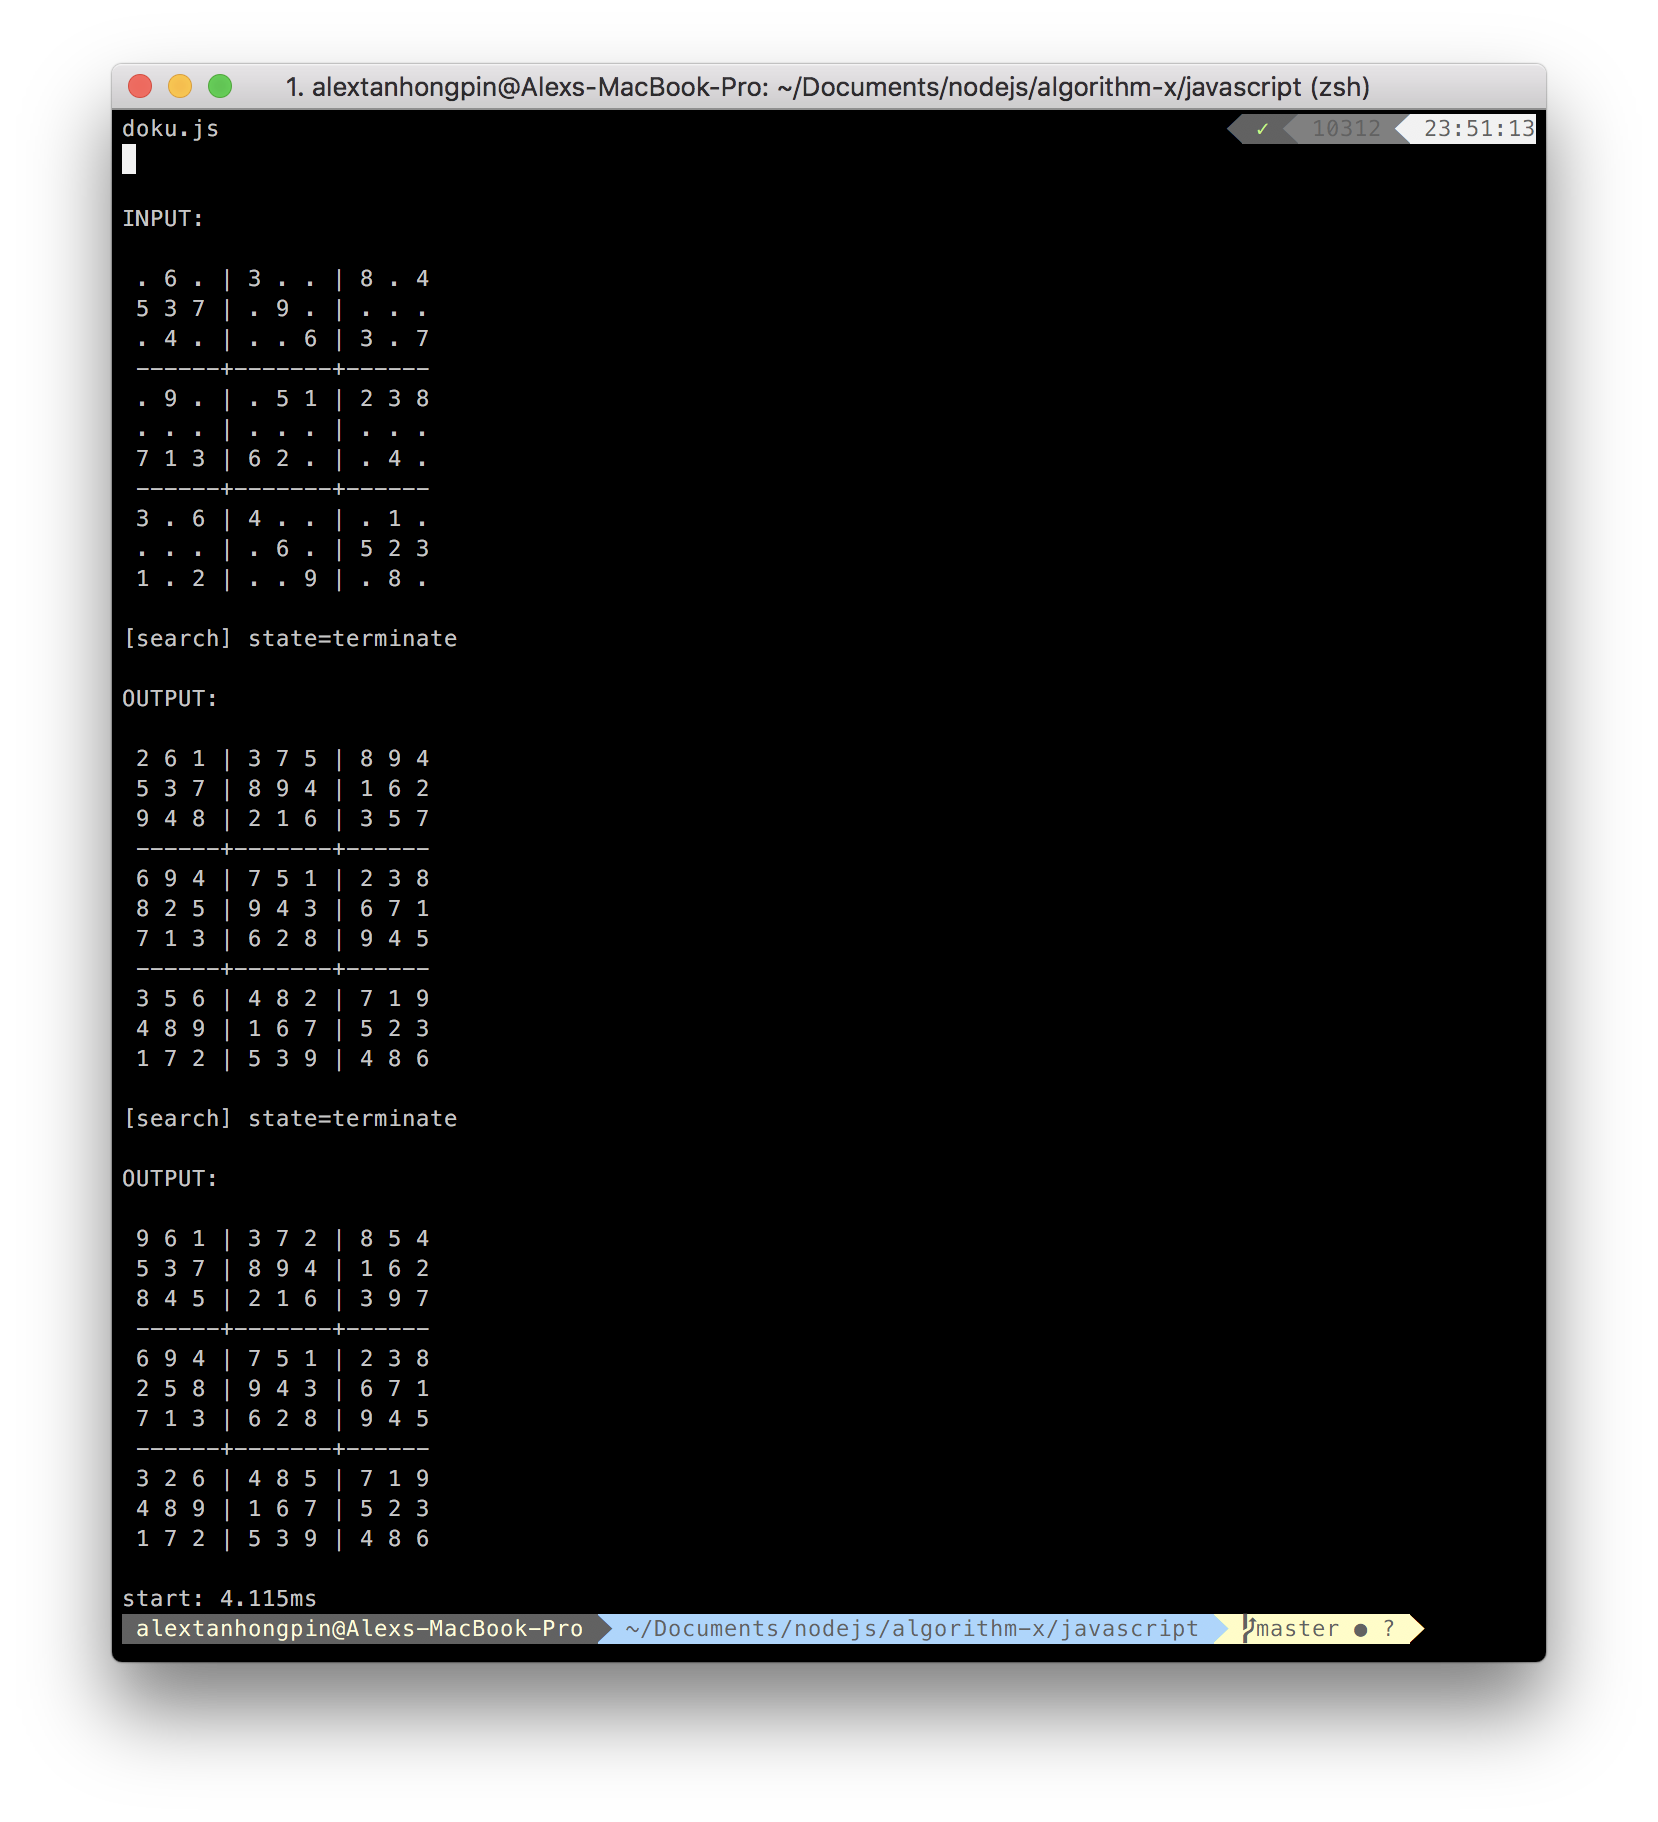 1. alextanhongpin@Alexs-MacBook-Pro: ~/Documents/nodejs/algorithm-x/javascript (zsh)
doku.js ✓ 10312 23:51:13
INPUT:
. 6 . | 3 . . | 8 . 4
5 3 7 | . 9 . | . . .
. 4 . | . . 6 | 3 . 7
------+-------+------
. 9 . | . 5 1 | 2 3 8
. . . | . . . | . . .
7 1 3 | 6 2 . | . 4 .
------+-------+------
3 . 6 | 4 . . | . 1 .
. . . | . 6 . | 5 2 3
1 . 2 | . . 9 | . 8 .
[search] state=terminate
OUTPUT:
2 6 1 | 3 7 5 | 8 9 4
5 3 7 | 8 9 4 | 1 6 2
9 4 8 | 2 1 6 | 3 5 7
------+-------+------
6 9 4 | 7 5 1 | 2 3 8
8 2 5 | 9 4 3 | 6 7 1
7 1 3 | 6 2 8 | 9 4 5
------+-------+------
3 5 6 | 4 8 2 | 7 1 9
4 8 9 | 1 6 7 | 5 2 3
1 7 2 | 5 3 9 | 4 8 6
[search] state=terminate
OUTPUT:
9 6 1 | 3 7 2 | 8 5 4
5 3 7 | 8 9 4 | 1 6 2
8 4 5 | 2 1 6 | 3 9 7
------+-------+------
6 9 4 | 7 5 1 | 2 3 8
2 5 8 | 9 4 3 | 6 7 1
7 1 3 | 6 2 8 | 9 4 5
------+-------+------
3 2 6 | 4 8 5 | 7 1 9
4 8 9 | 1 6 7 | 5 2 3
1 7 2 | 5 3 9 | 4 8 6
start: 4.115ms
alextanhongpin@Alexs-MacBook-Pro ~/Documents/nodejs/algorithm-x/javascript master ● ?